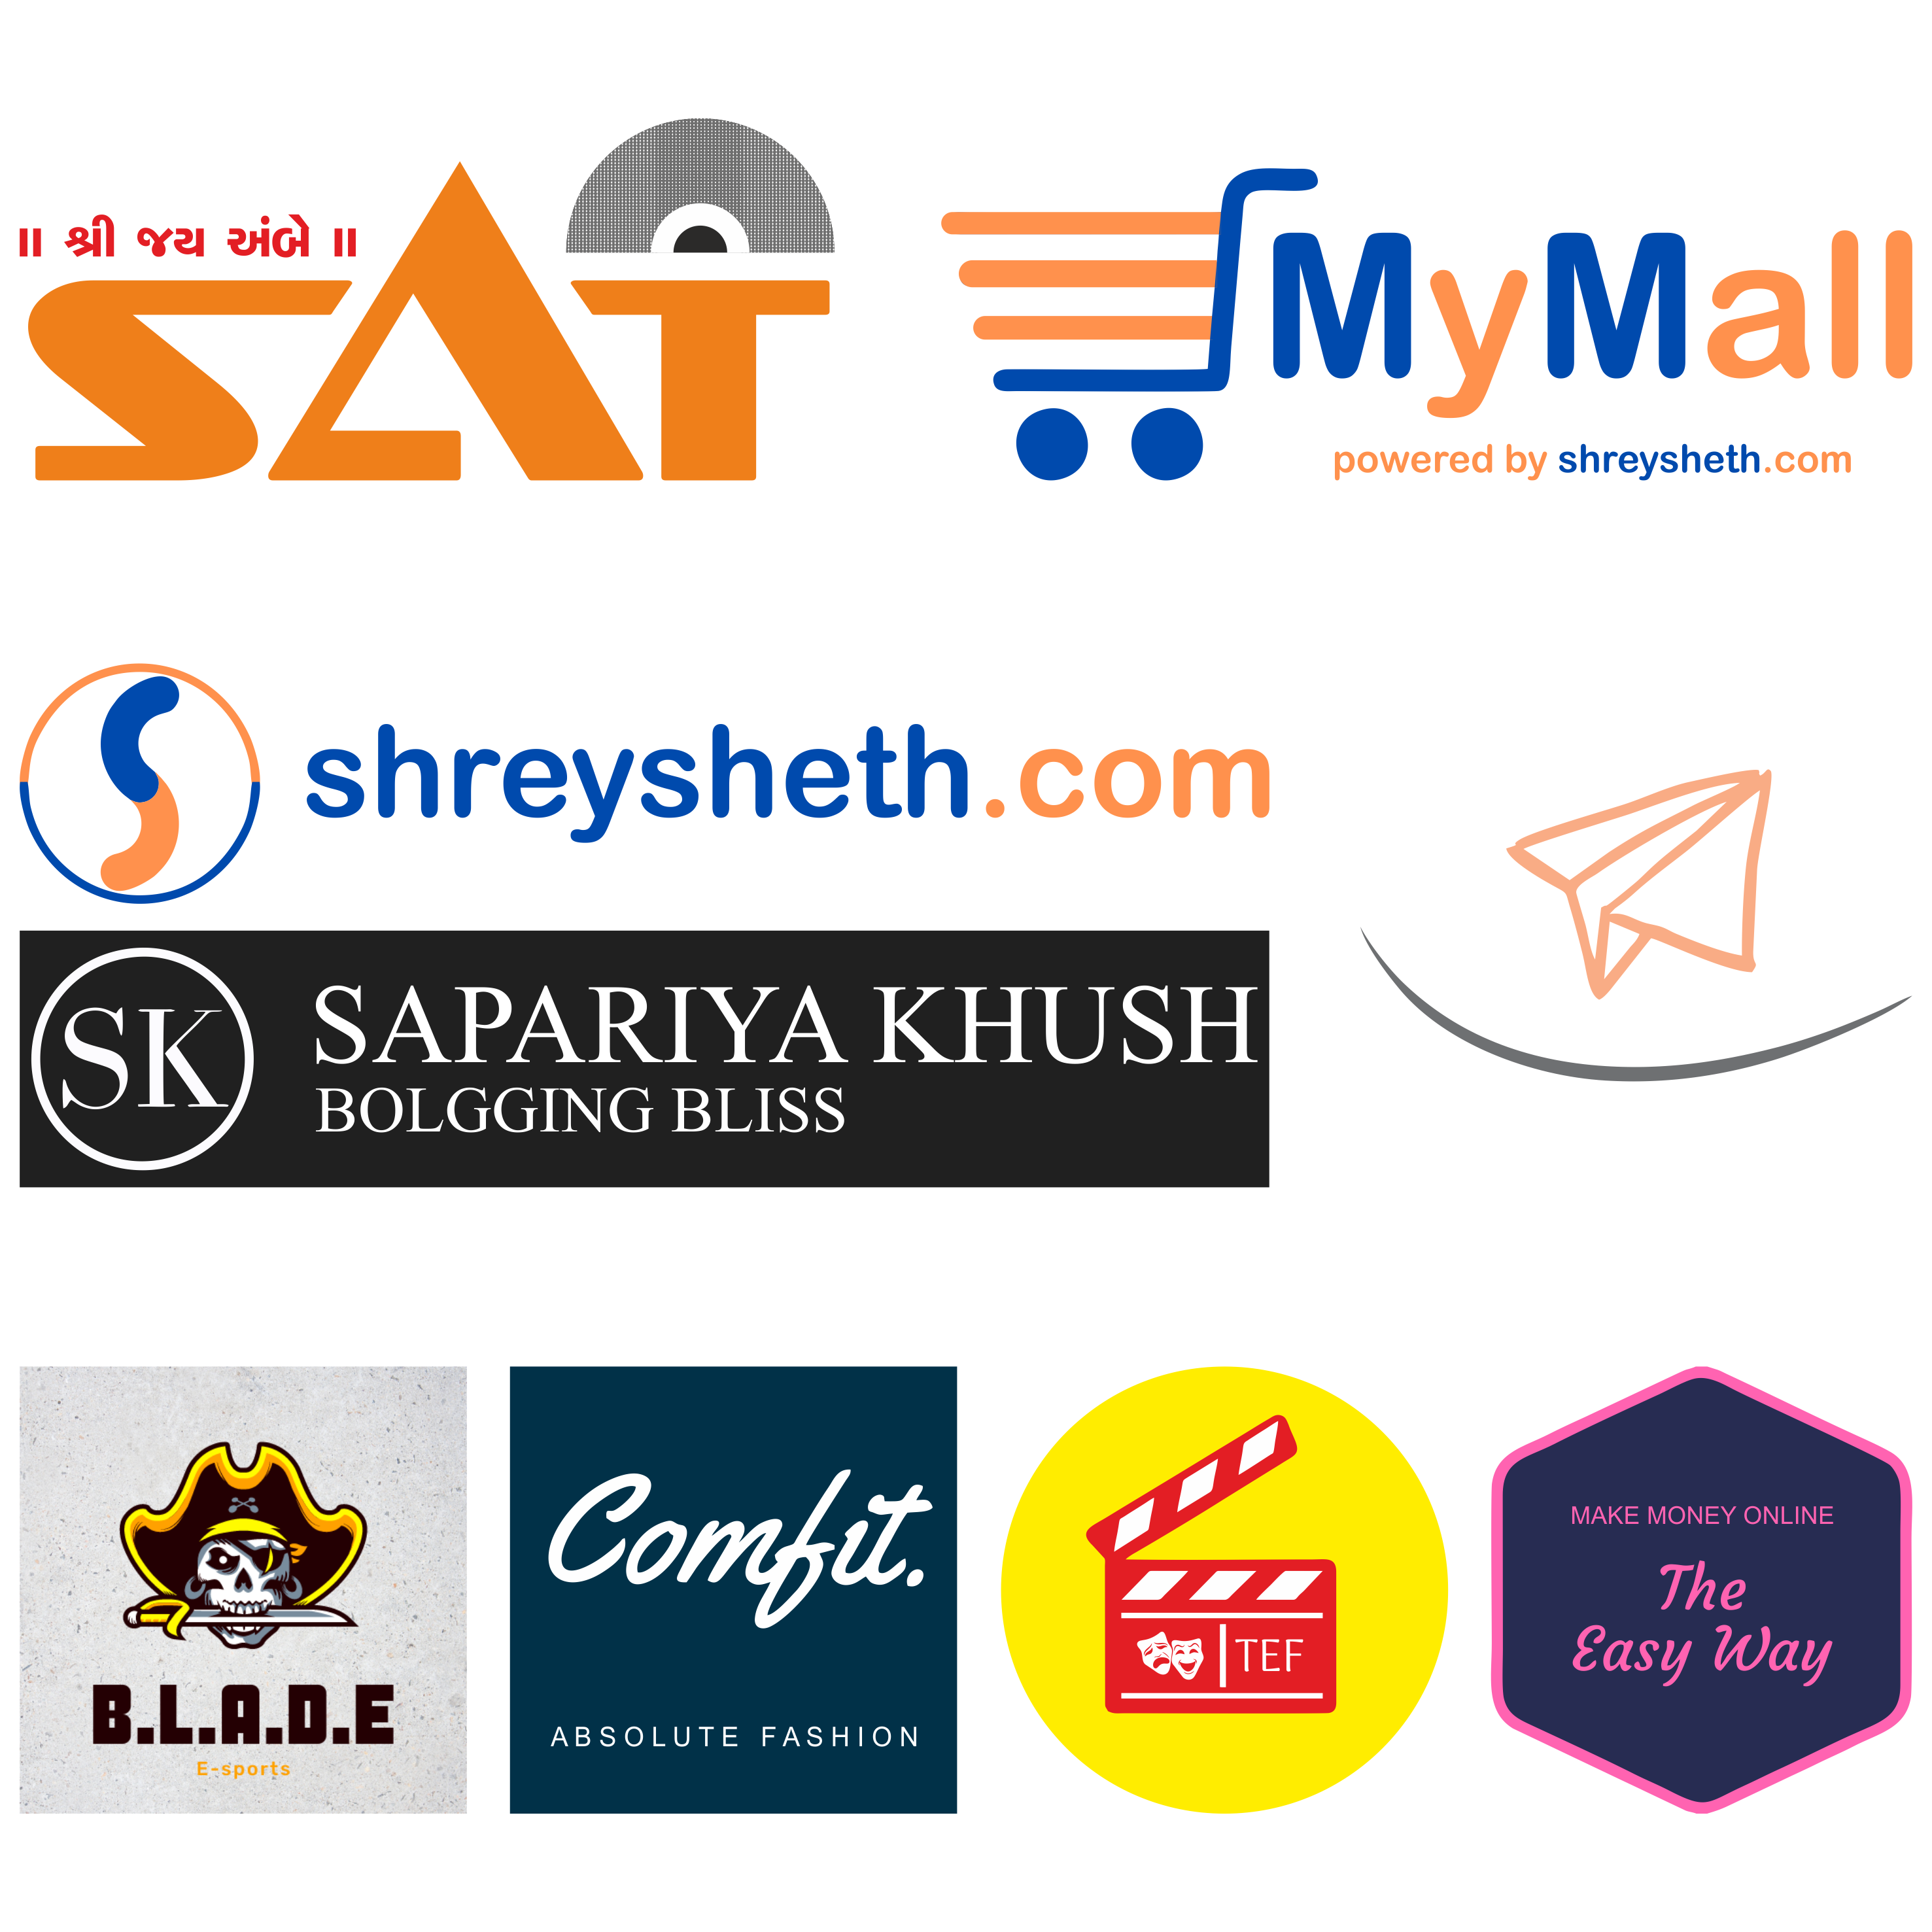 ॥ શ્રી જય અંબે ॥
SAT
MyMall
powered by shreysheth.com
S
shreysheth.com
SK
SAPARIYA KHUSH
BOLGGING BLISS
B.L.A.D.E
E-sports
Comfit.
ABSOLUTE FASHION
TEF
MAKE MONEY ONLINE
The
Easy Way